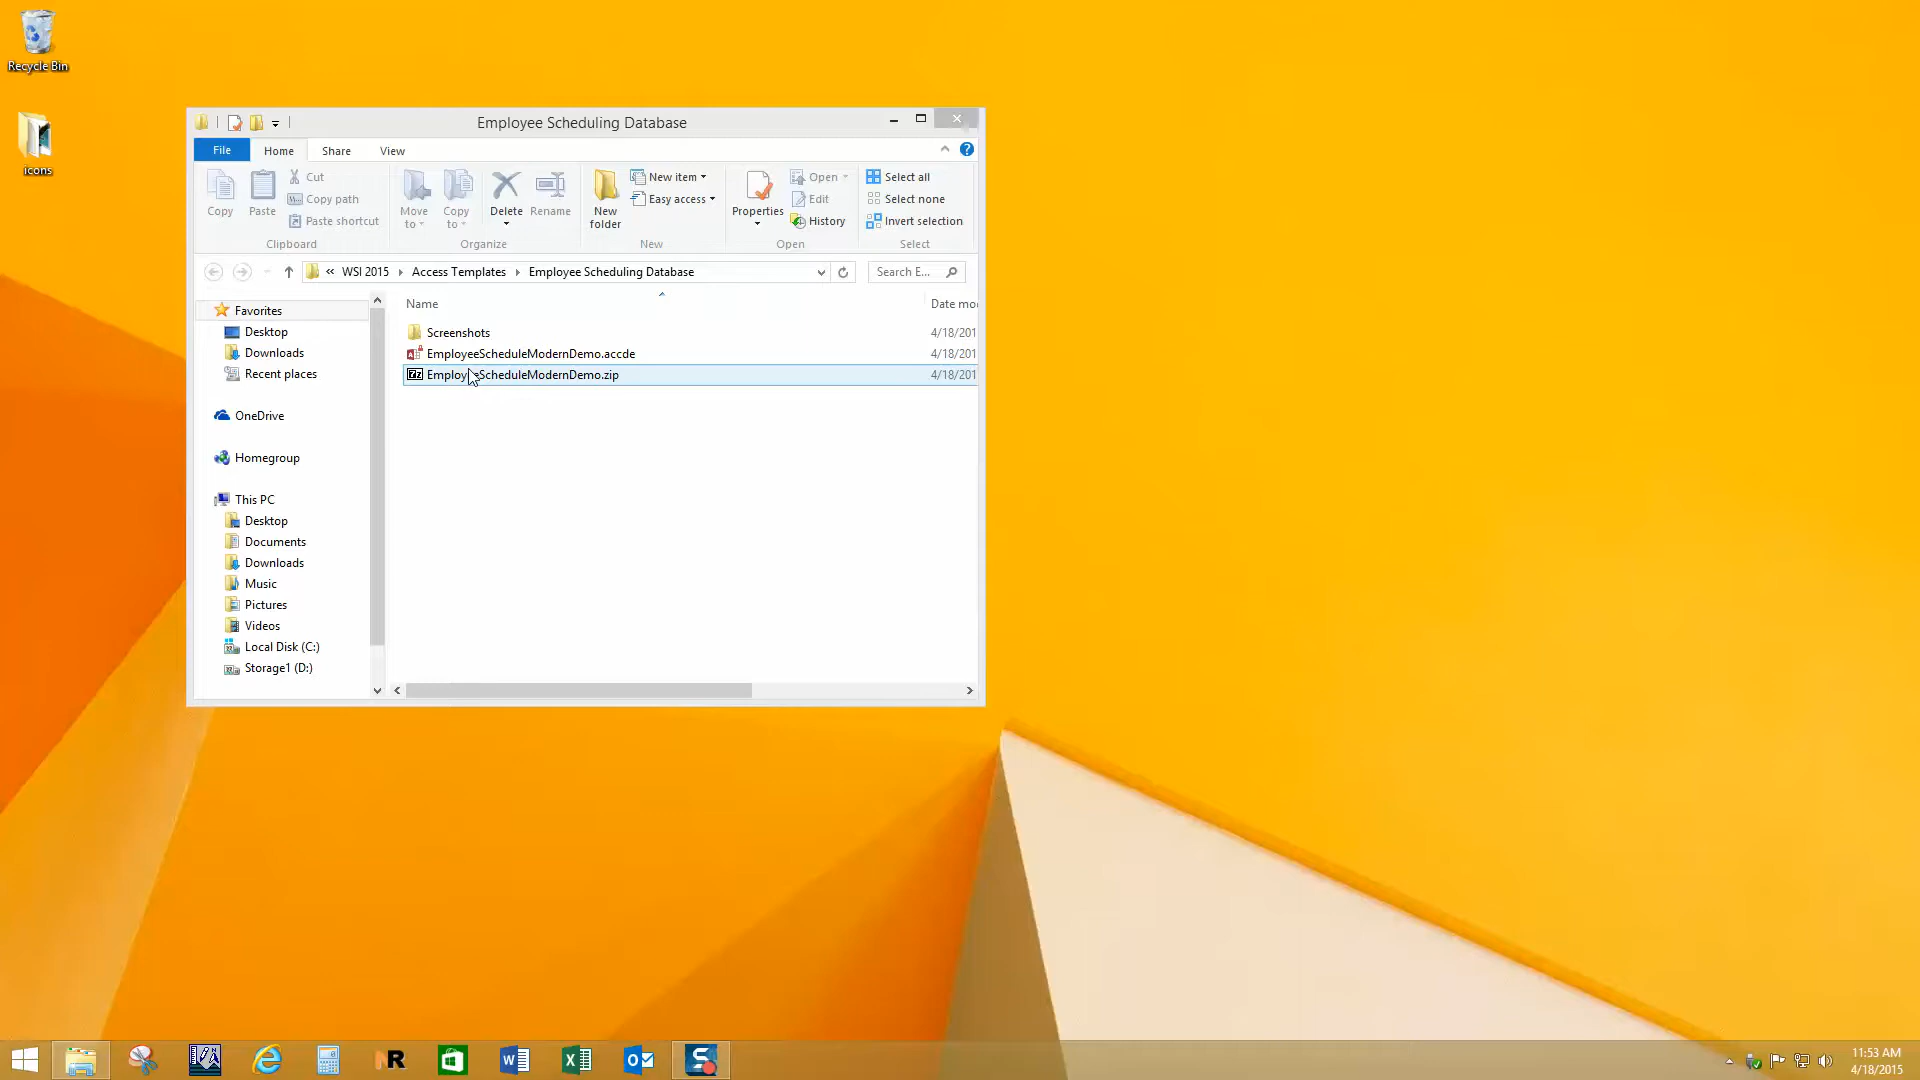 Recycle Bin
icons
Employee Scheduling Database
File Home Share View
Copy
Paste
Cut
Copy path
Paste shortcut
Clipboard
Move to
Copy to
Delete
Rename
Organize
New folder
New item
Easy access
New
Properties
Open
Edit
History
Open
Select all
Select none
Invert selection
Select
« WSI 2015 Access Templates Employee Scheduling Database
Search E...
Name Date mo
Screenshots 4/18/201
EmployeeScheduleModernDemo.accde 4/18/201
EmployeeScheduleModernDemo.zip 4/18/201
Favorites
Desktop
Downloads
Recent places
OneDrive
Homegroup
This PC
Desktop
Documents
Downloads
Music
Pictures
Videos
Local Disk (C:)
Storage1 (D:)
11:53 AM
4/18/2015